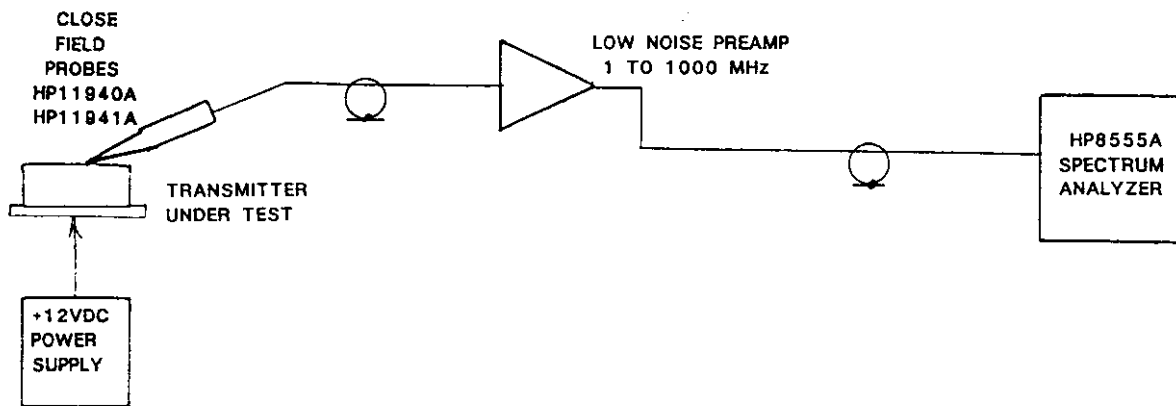 CLOSE
FIELD
PROBES
HP11940A
HP11941A
LOW NOISE PREAMP
1 TO 1000 MHz
HP8555A
SPECTRUM
ANALYZER
TRANSMITTER
UNDER TEST
+12VDC
POWER
SUPPLY